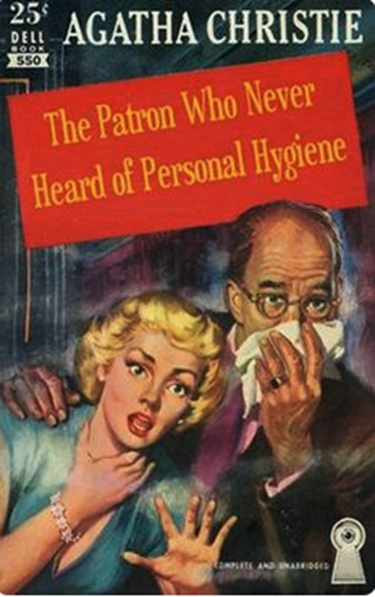 25¢
DELL
BOOK
550
AGATHA CHRISTIE
The Patron Who Never
Heard of Personal Hygiene
COMPLETE AND UNABRIDGED